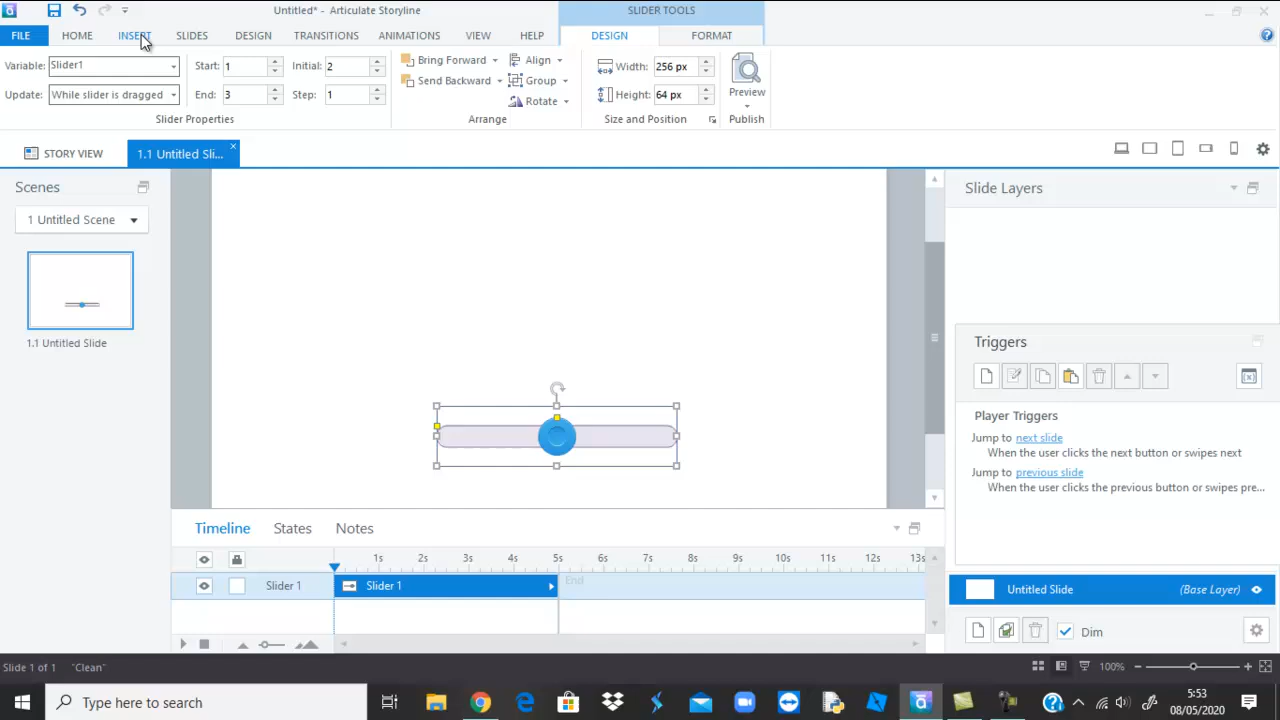 Untitled* - Articulate Storyline
SLIDER TOOLS
FILE HOME INSERT SLIDES DESIGN TRANSITIONS ANIMATIONS VIEW HELP DESIGN FORMAT
Variable: Slider1 Start: 1 Initial: 2 Bring Forward Align Width: 256 px
Update: While slider is dragged End: 3 Step: 1 Send Backward Group Height: 64 px Preview
Rotate
Slider Properties Arrange Size and Position Publish
STORY VIEW 1.1 Untitled Sli...
Scenes
1 Untitled Scene
1.1 Untitled Slide
Slide Layers
Triggers
Player Triggers
Jump to next slide
When the user clicks the next button or swipes next
Jump to previous slide
When the user clicks the previous button or swipes pre...
Timeline States Notes
1s 2s 3s 4s 5s 6s 7s 8s 9s 10s 11s 12s 13s
Slider 1 Slider 1 End
Untitled Slide (Base Layer)
Dim
Slide 1 of 1 "Clean" 100%
Type here to search
5:53
08/05/2020